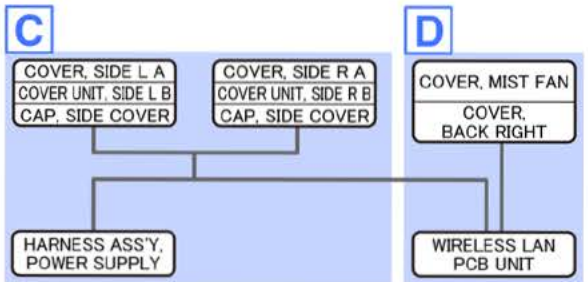 C
COVER, SIDE L A
COVER UNIT, SIDE L B
CAP, SIDE COVER
COVER, SIDE R A
COVER UNIT, SIDE R B
CAP, SIDE COVER
HARNESS ASS'Y,
POWER SUPPLY
D
COVER, MIST FAN
COVER,
BACK RIGHT
WIRELESS LAN
PCB UNIT